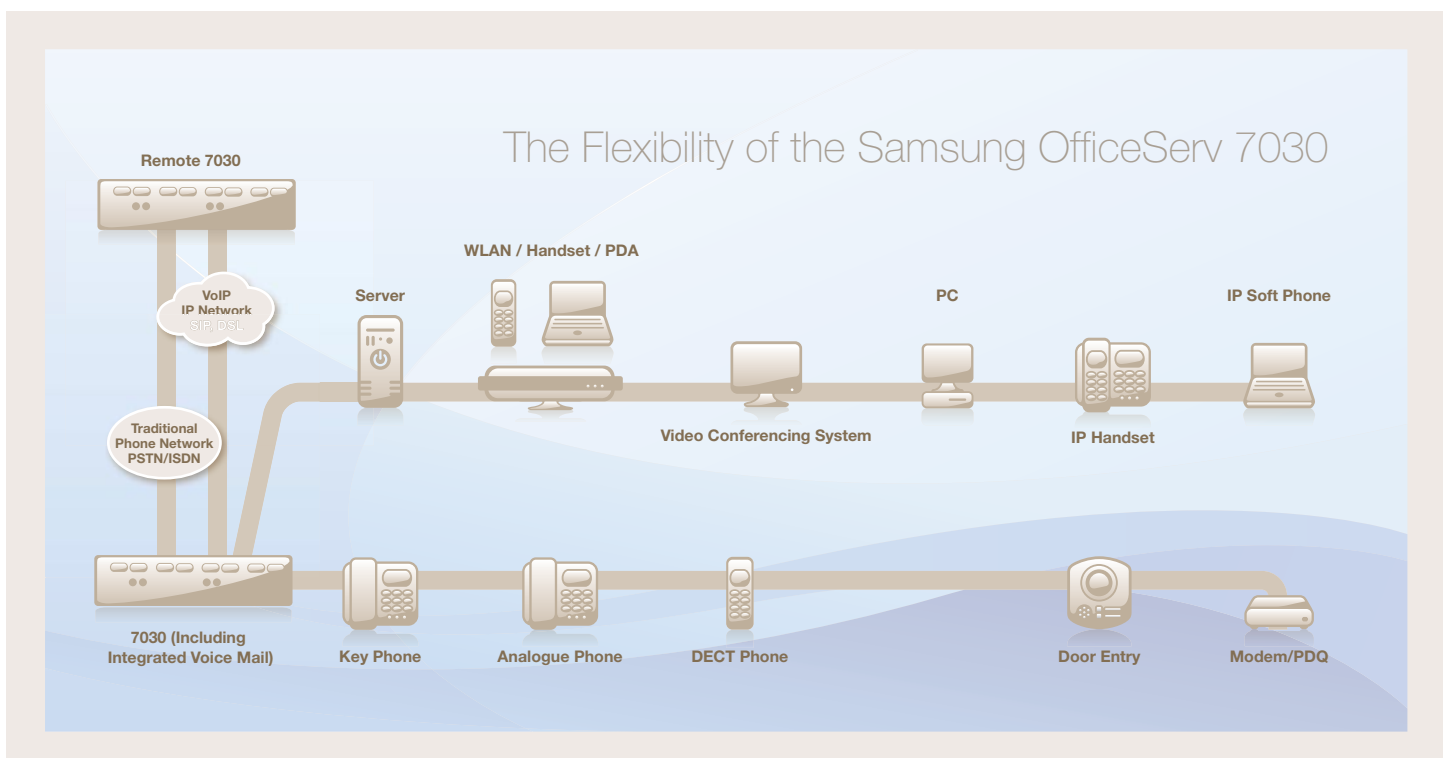 The Flexibility of the Samsung OfficeServ 7030
Remote 7030
WLAN / Handset / PDA
VoIP
IP Network
SIP, DSL
Server
PC
IP Soft Phone
Traditional
Phone Network
PSTN/ISDN
Video Conferencing System
IP Handset
7030 (Including
Integrated Voice Mail)
Key Phone
Analogue Phone
DECT Phone
Door Entry
Modem/PDQ